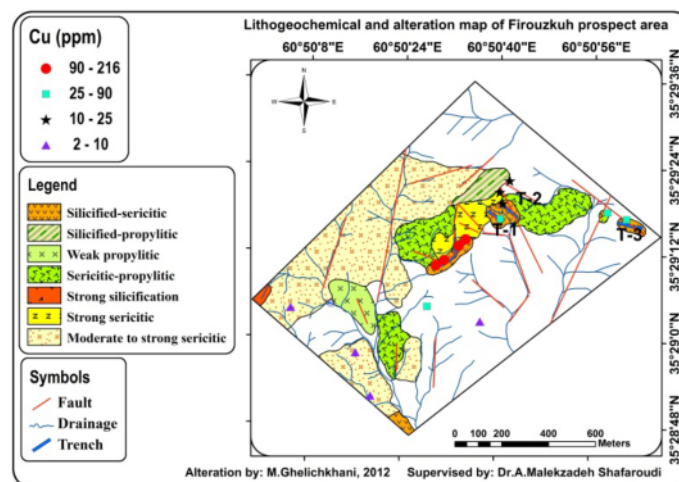 Lithogeochemical and alteration map of Firouzkuh prospect area
Cu (ppm)
90 - 216
25 - 90
10 - 25
2 - 10
Legend
Silicified-sericitic
Silicified-propylitic
Weak propylitic
Sericitic-propylitic
Strong silicification
Strong sericitic
Moderate to strong sericitic
Symbols
Fault
Drainage
Trench
60°50'8"E
60°50'24"E
60°50'40"E
60°50'56"E
35°29'36"N
35°29'24"N
35°29'12"N
35°29'0"N
35°28'48"N
N
W
E
S
T-2
T-1
T-3
0 50 100 200 300 400 500 600
Meters
Alteration by: M.Ghelichkhani, 2012 Supervised by: Dr.A.Malekzadeh Shafaroudi